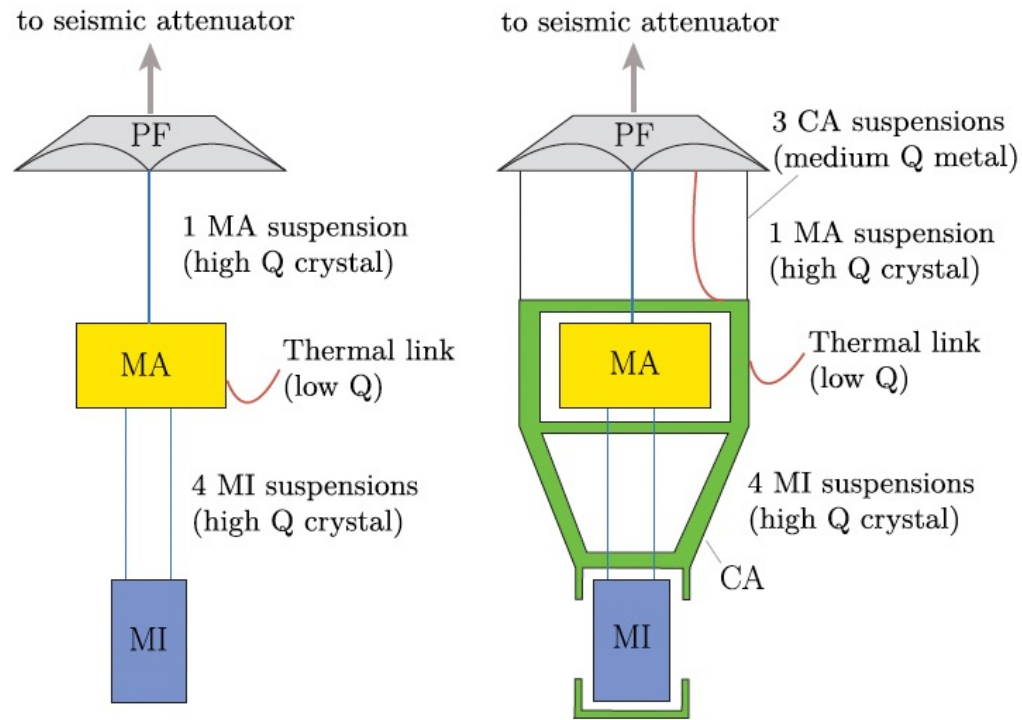 to seismic attenuator
PF
1 MA suspension
(high Q crystal)
MA
Thermal link
(low Q)
4 MI suspensions
(high Q crystal)
MI
to seismic attenuator
PF
3 CA suspensions
(medium Q metal)
1 MA suspension
(high Q crystal)
MA
Thermal link
(low Q)
4 MI suspensions
(high Q crystal)
CA
MI